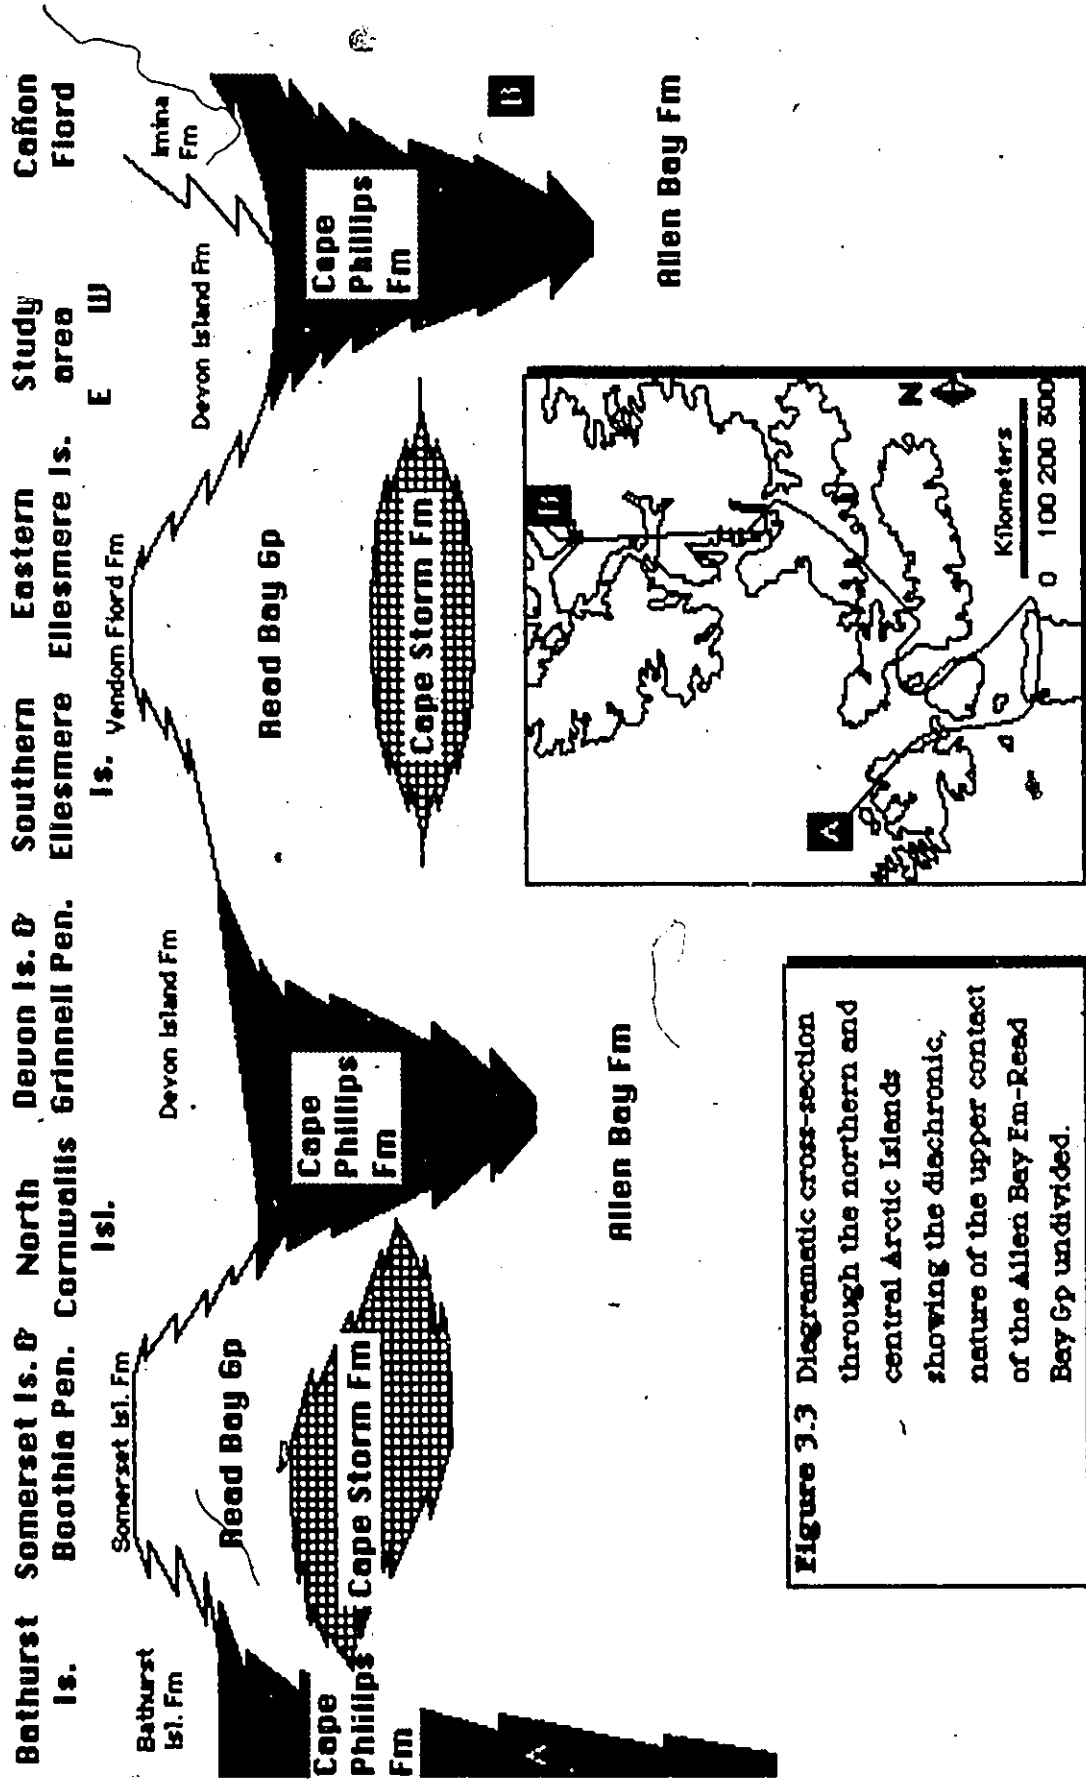 Bathurst
Is.
Somerset Is. &
Boothia Pen.
North
Cornwallis
Isl.
Devon Is. &
Grinnell Pen.
Southern
Ellesmere
Is.
Eastern
Ellesmere Is.
Study
area
E W
Cañon
Fiord
Bathurst
Isl. Fm
Somerset Isl. Fm
Devon Island Fm
Vendom Fiord Fm
Devon Island Fm
Imina
Fm
Read Bay Gp
Read Bay Gp
Cape
Phillips
Fm
Cape Storm Fm
Cape
Phillips
Fm
Cape Storm Fm
Cape
Phillips
Fm
A
B
Allen Bay Fm
Allen Bay Fm
B
A
N
Kilometers
0 100 200 300
Figure 3.3 Diagramatic cross-section
through the northern and
central Arctic Islands
showing the diachronic,
nature of the upper contact
of the Allen Bay Fm-Read
Bay Gp undivided.